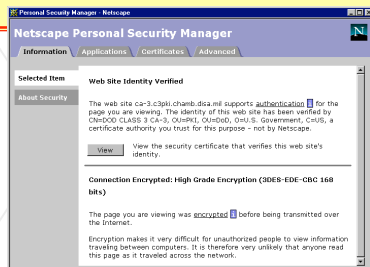 Personal Security Manager - Netscape
Netscape Personal Security Manager
N
Information Applications Certificates Advanced
Selected Item
About Security
Web Site Identity Verified
The web site ca-3.c3pki.chamb.disa.mil supports authentication i for the
page you are viewing. The identity of this web site has been verified by
CN=DOD CLASS 3 CA-3, OU=PKI, OU=DoD, O=U.S. Government, C=US, a
certificate authority you trust for this purpose - not by Netscape.
View
View the security certificate that verifies this web site's
identity.
Connection Encrypted: High Grade Encryption (3DES-EDE-CBC 168
bits)
The page you are viewing was encrypted i before being transmitted over
the Internet.
Encryption makes it very difficult for unauthorized people to view information
traveling between computers. It is therefore very unlikely that anyone read
this page as it traveled across the network.